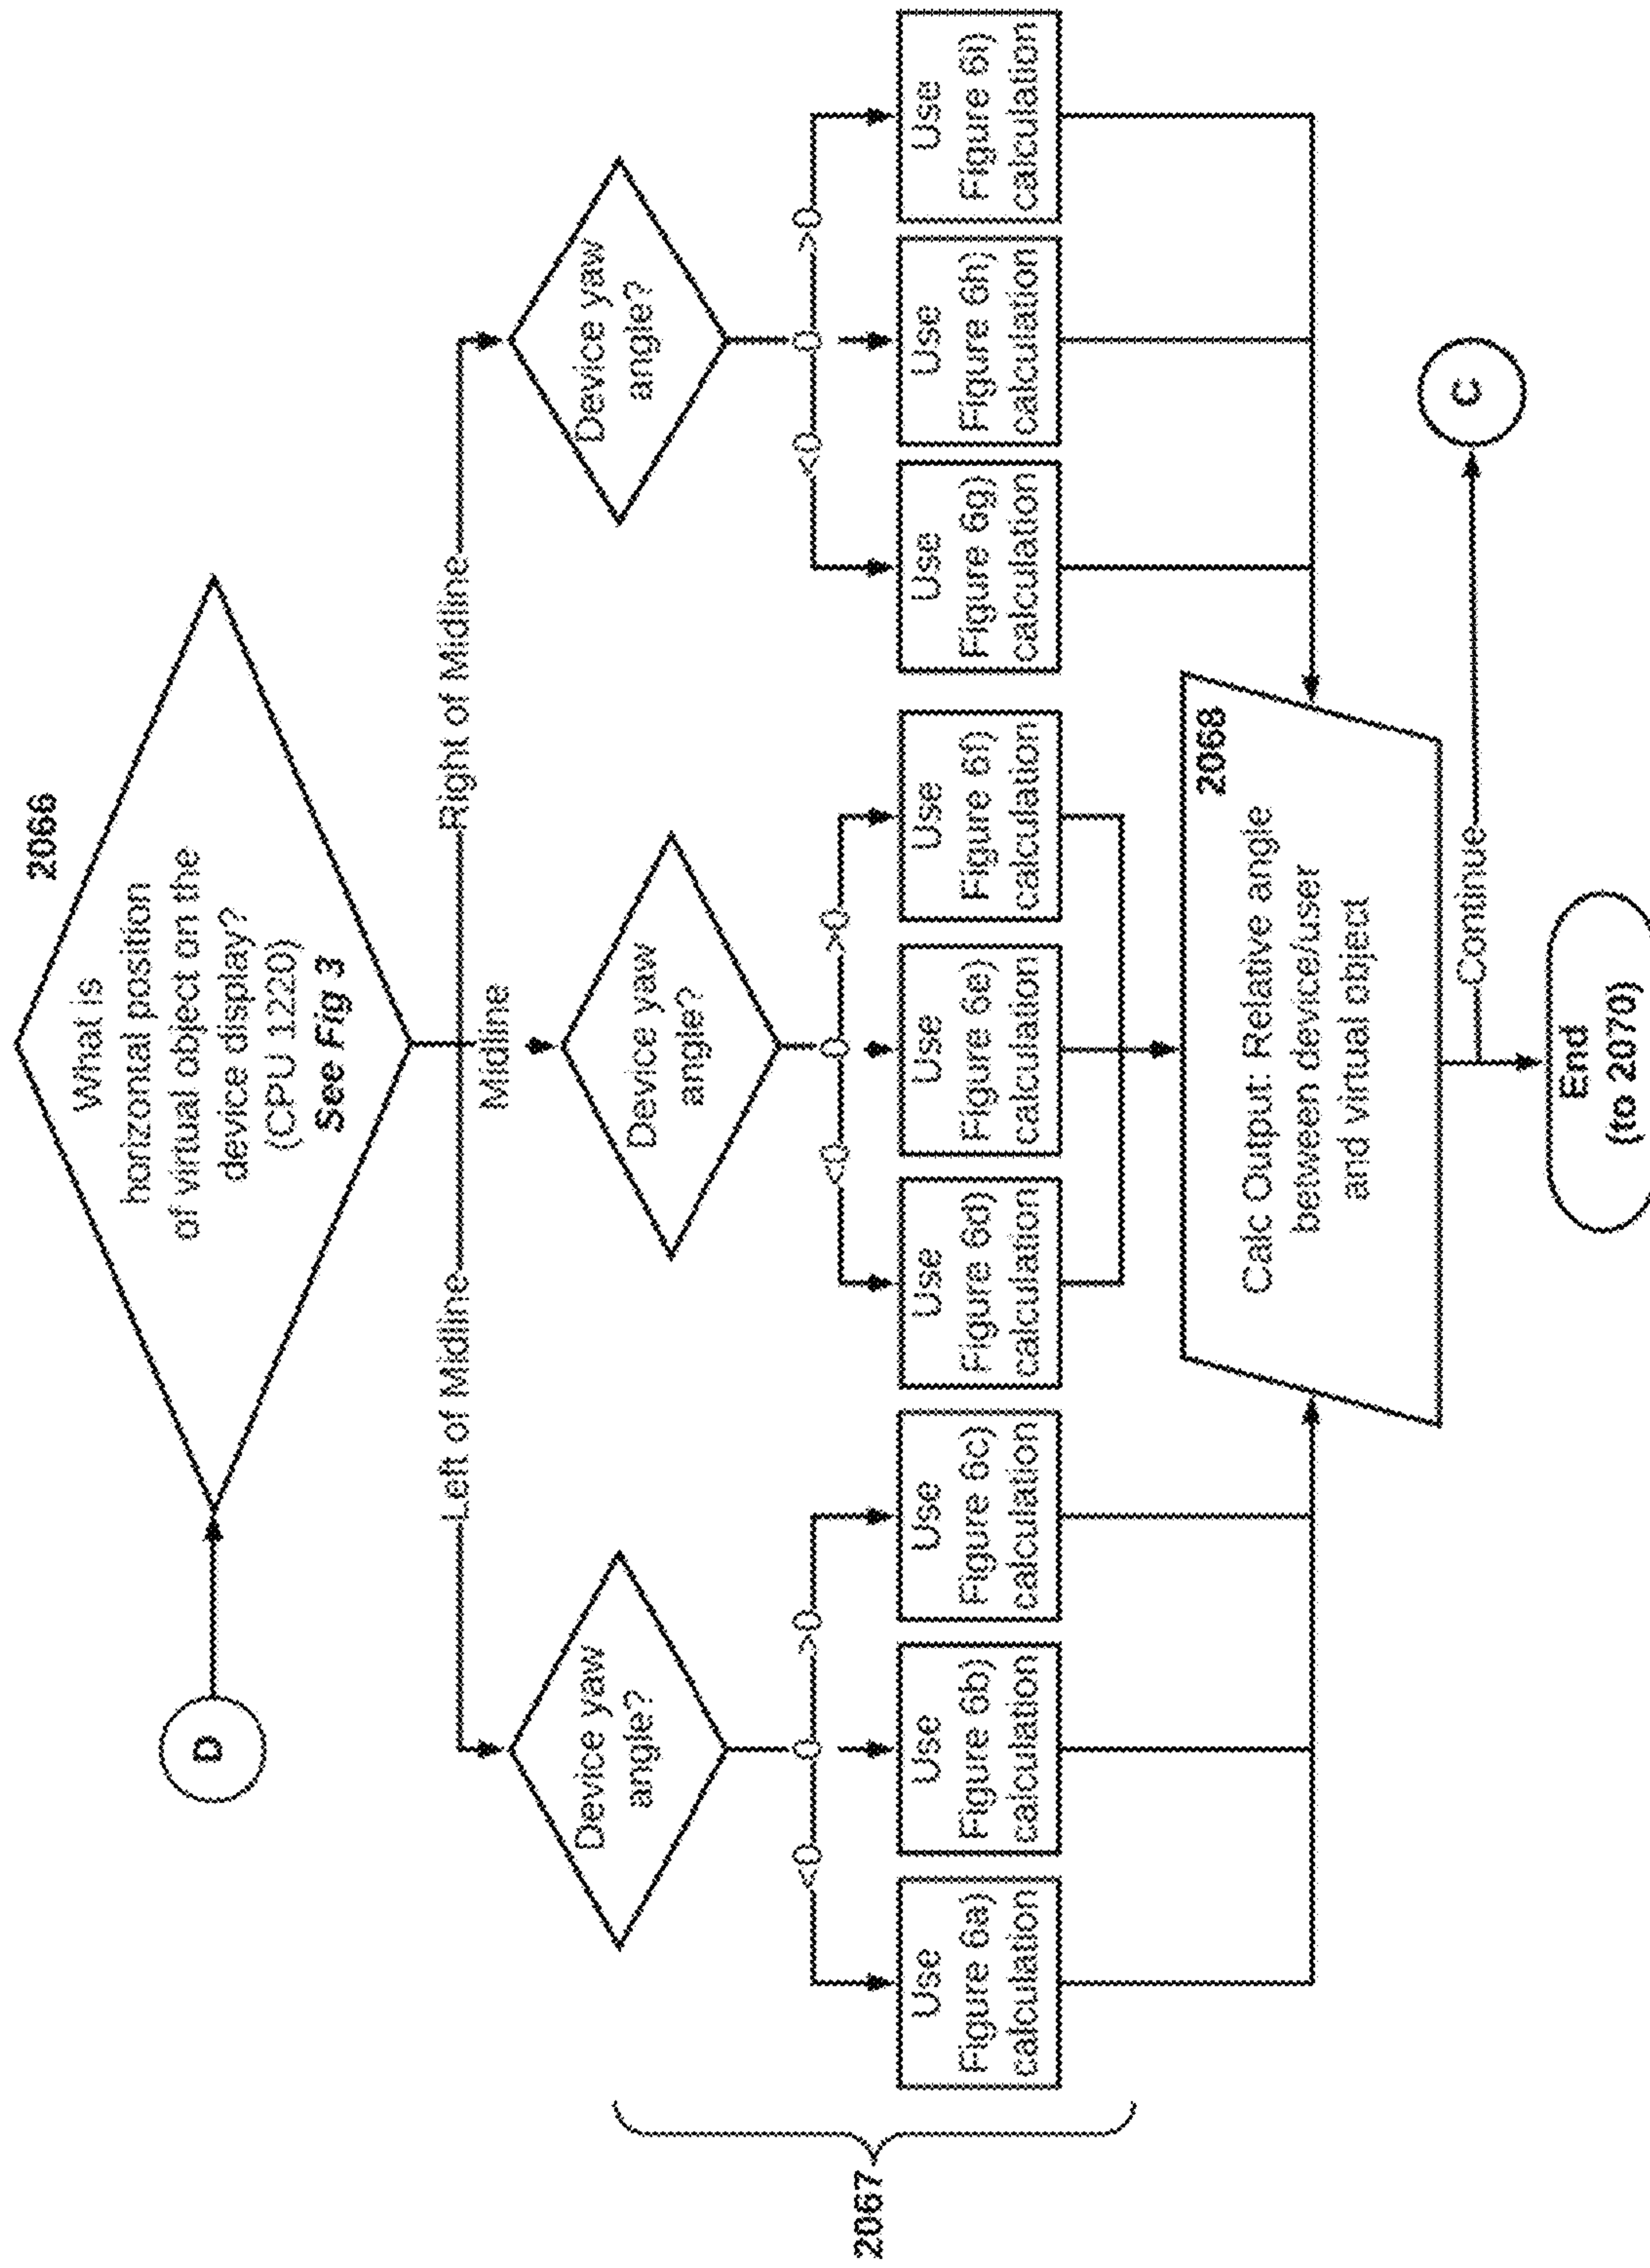 D
2066
What is
horizontal position
of virtual object on the
device display?
(CPU 1220)
See Fig 3
Left of Midline
Midline
Right of Midline
Device yaw
angle?
Device yaw
angle?
Device yaw
angle?
<0
0
>0
<0
0
>0
<0
0
>0
2067
Use
Figure 6a)
calculation
Use
Figure 6b)
calculation
Use
Figure 6c)
calculation
Use
Figure 6d)
calculation
Use
Figure 6e)
calculation
Use
Figure 6f)
calculation
Use
Figure 6g)
calculation
Use
Figure 6h)
calculation
Use
Figure 6i)
calculation
2068
Calc Output: Relative angle
between device/user
and virtual object
Continue
C
End
(to 2070)